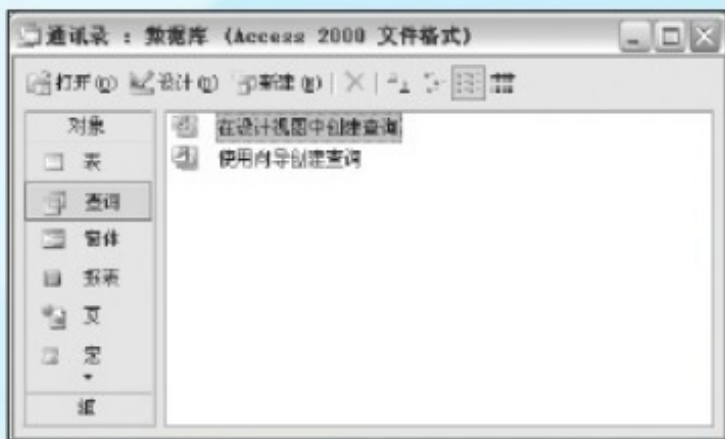 通讯录 : 数据库 (Access 2000 文件格式)
打开(O) 设计(D) 新建(N)
对象
表
查询
窗体
报表
页
宏
组
在设计视图中创建查询
使用向导创建查询